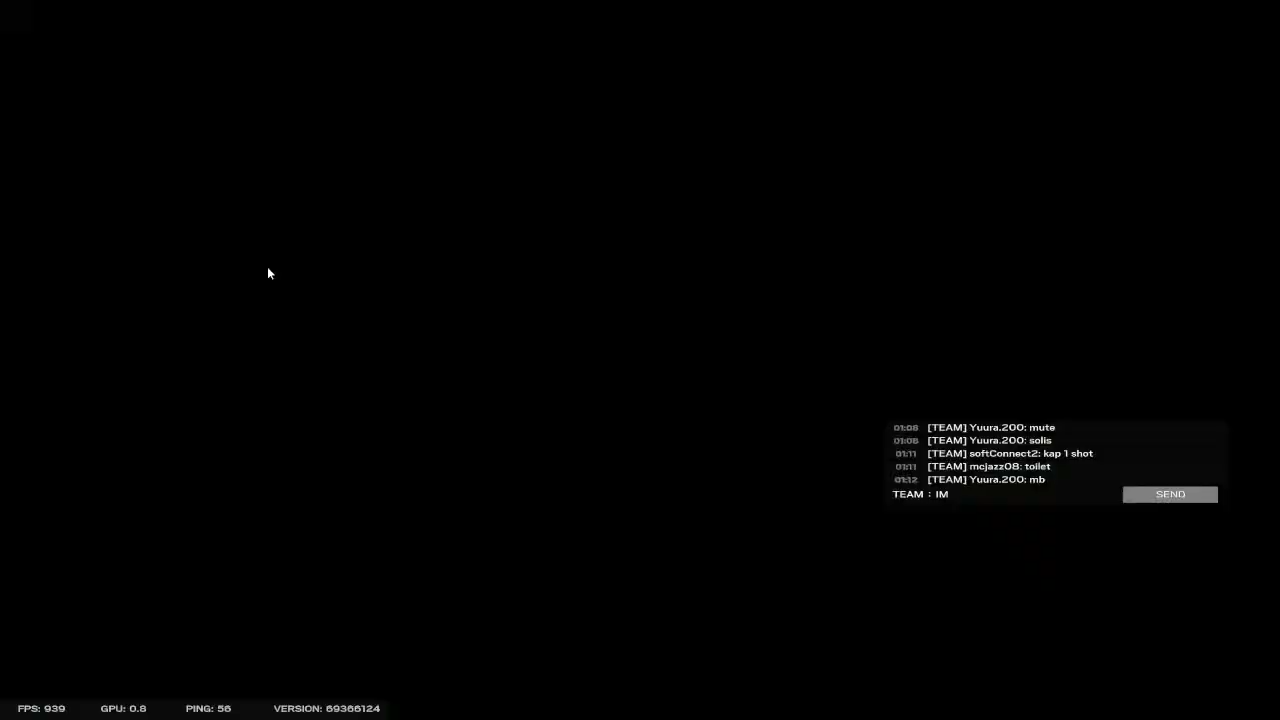 01:08 [TEAM] Yuura.200: mute
01:08 [TEAM] Yuura.200: solis
01:11 [TEAM] softConnect2: kap 1 shot
01:11 [TEAM] mcjazz08: toilet
01:12 [TEAM] Yuura.200: mb
TEAM : IM SEND
FPS: 939 GPU: 0.8 PING: 56 VERSION: 69366124